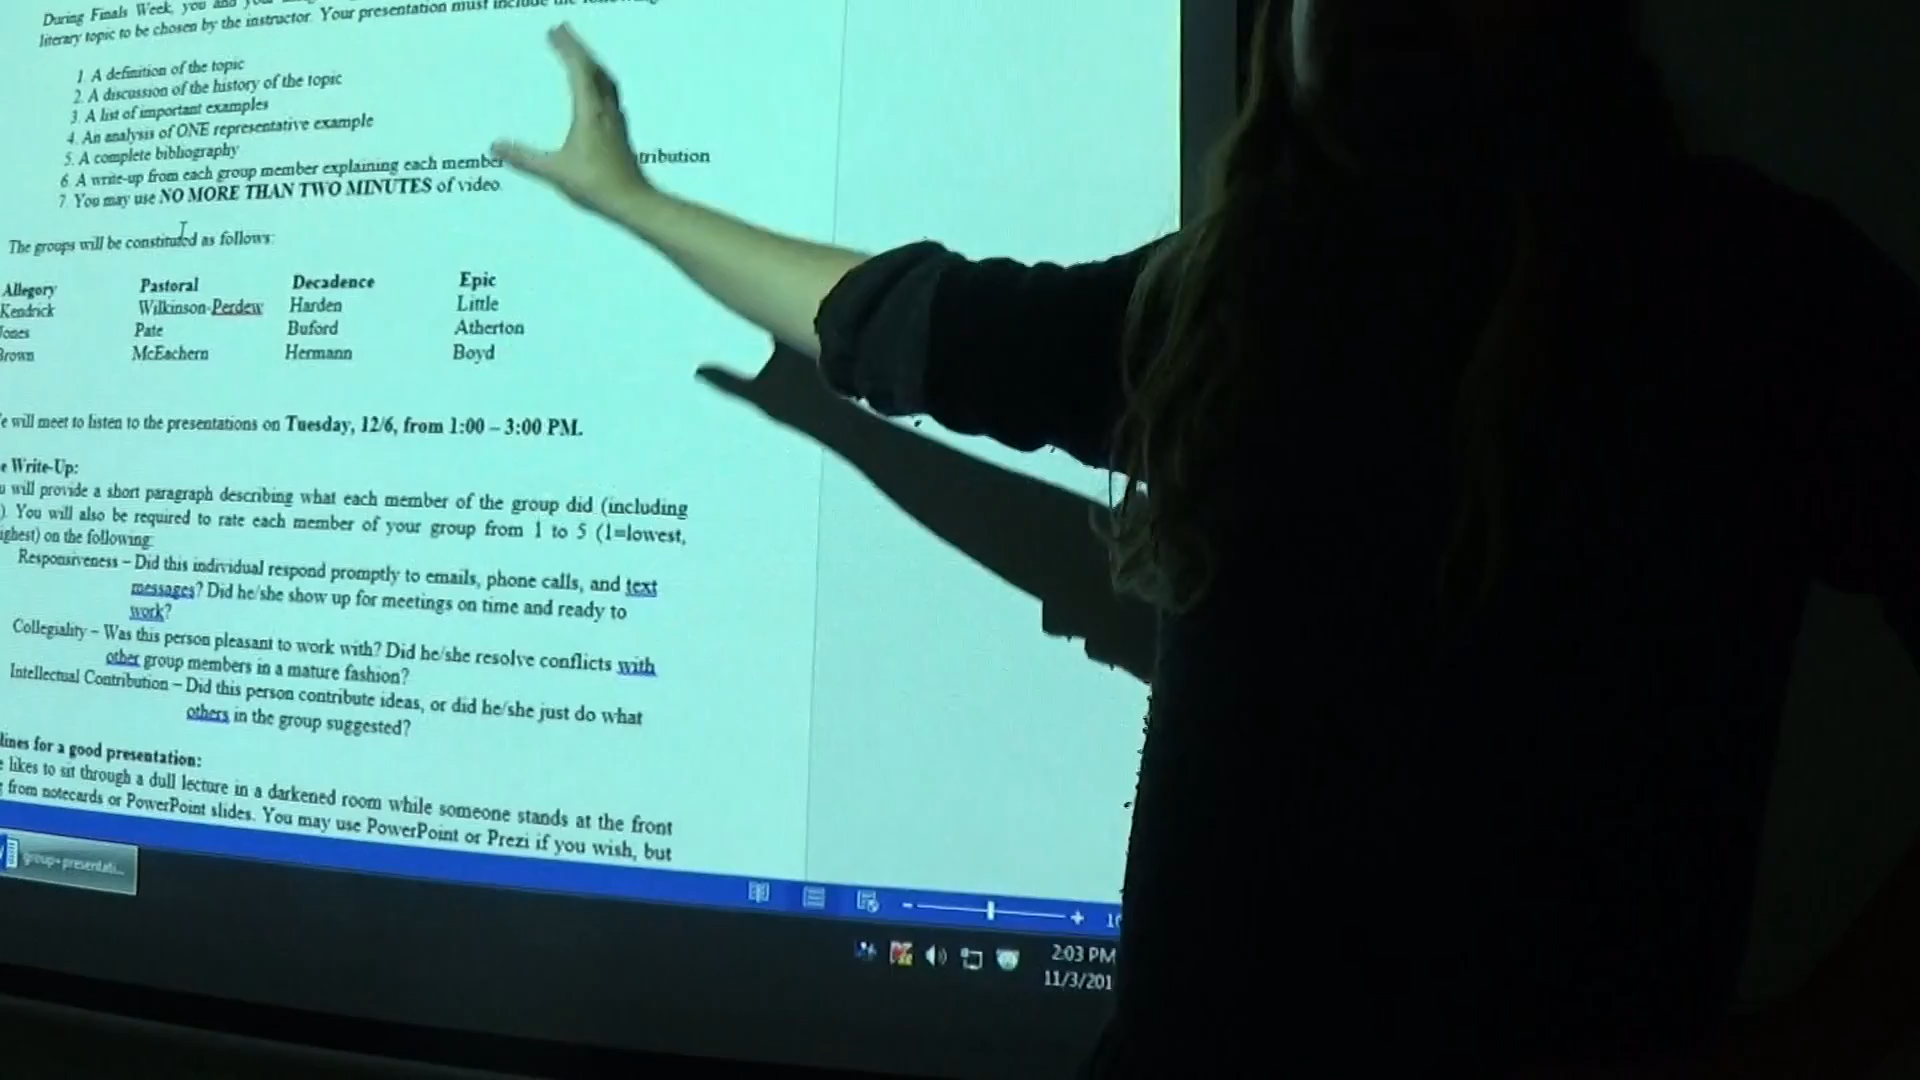 During Finals Week, you and your
literary topic to be chosen by the instructor. Your presentation must include the following
1. A definition of the topic
2. A discussion of the history of the topic
3. A list of important examples
4. An analysis of ONE representative example
5. A complete bibliography
6. A write-up from each group member explaining each member tribution
7. You may use NO MORE THAN TWO MINUTES of video.
The groups will be constituted as follows:
Allegory Pastoral Decadence Epic
Kendrick Wilkinson-Perdew Harden Little
Jones Pate Buford Atherton
Brown McEachern Hermann Boyd
e will meet to listen to the presentations on Tuesday, 12/6, from 1:00 – 3:00 PM.
e Write-Up:
u will provide a short paragraph describing what each member of the group did (including
). You will also be required to rate each member of your group from 1 to 5 (1=lowest,
ighest) on the following:
Responsiveness – Did this individual respond promptly to emails, phone calls, and text
messages? Did he/she show up for meetings on time and ready to
work?
Collegiality – Was this person pleasant to work with? Did he/she resolve conflicts with
other group members in a mature fashion?
Intellectual Contribution – Did this person contribute ideas, or did he/she just do what
others in the group suggested?
lines for a good presentation:
e likes to sit through a dull lecture in a darkened room while someone stands at the front
g from notecards or PowerPoint slides. You may use PowerPoint or Prezi if you wish, but
group+presentati...
10
2:03 PM
11/3/201